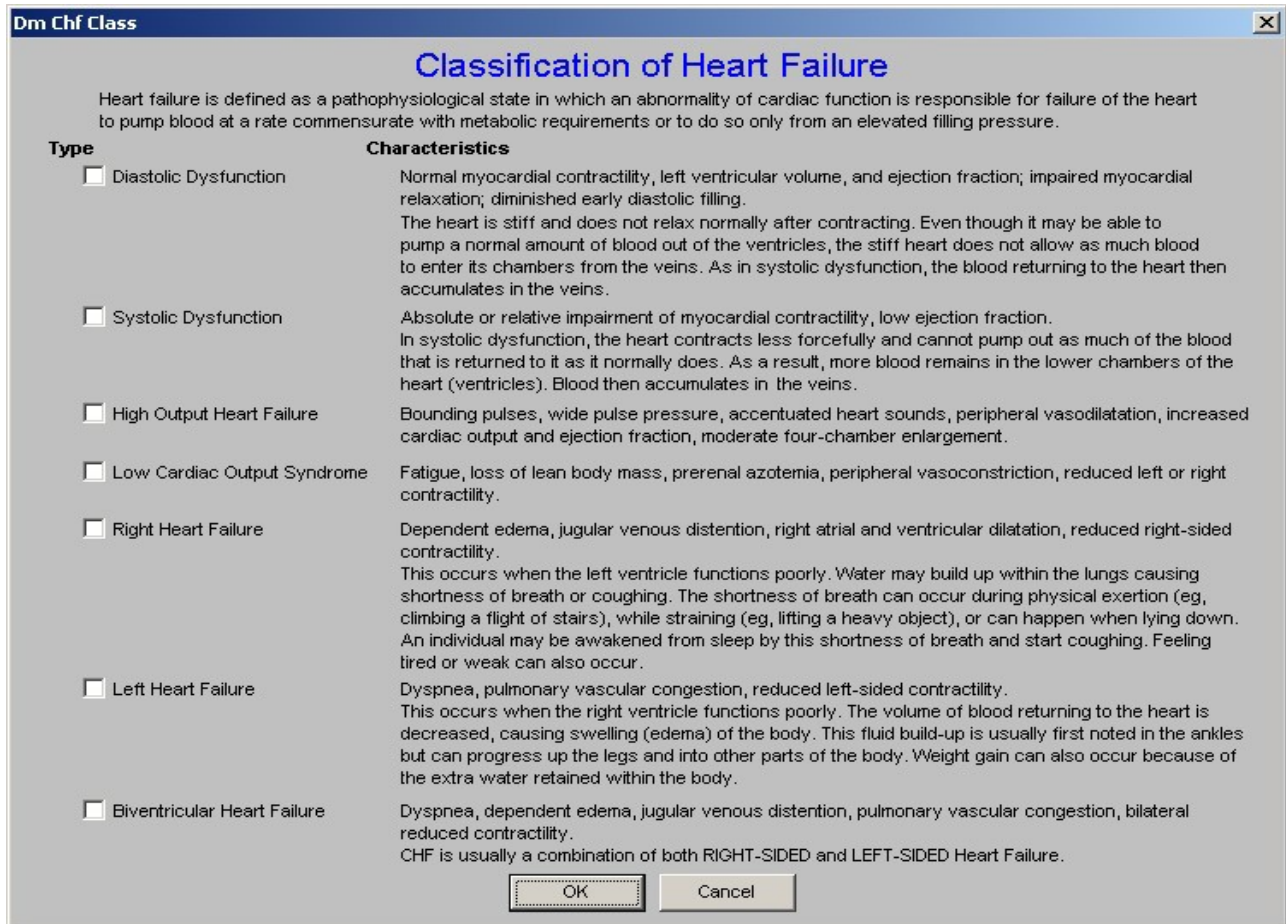 Dm Chf Class
Classification of Heart Failure
Heart failure is defined as a pathophysiological state in which an abnormality of cardiac function is responsible for failure of the heart
to pump blood at a rate commensurate with metabolic requirements or to do so only from an elevated filling pressure.
Type Characteristics
Diastolic Dysfunction Normal myocardial contractility, left ventricular volume, and ejection fraction; impaired myocardial
relaxation; diminished early diastolic filling.
The heart is stiff and does not relax normally after contracting. Even though it may be able to
pump a normal amount of blood out of the ventricles, the stiff heart does not allow as much blood
to enter its chambers from the veins. As in systolic dysfunction, the blood returning to the heart then
accumulates in the veins.
Systolic Dysfunction Absolute or relative impairment of myocardial contractility, low ejection fraction.
In systolic dysfunction, the heart contracts less forcefully and cannot pump out as much of the blood
that is returned to it as it normally does. As a result, more blood remains in the lower chambers of the
heart (ventricles). Blood then accumulates in the veins.
High Output Heart Failure Bounding pulses, wide pulse pressure, accentuated heart sounds, peripheral vasodilatation, increased
cardiac output and ejection fraction, moderate four-chamber enlargement.
Low Cardiac Output Syndrome Fatigue, loss of lean body mass, prerenal azotemia, peripheral vasoconstriction, reduced left or right
contractility.
Right Heart Failure Dependent edema, jugular venous distention, right atrial and ventricular dilatation, reduced right-sided
contractility.
This occurs when the left ventricle functions poorly. Water may build up within the lungs causing
shortness of breath or coughing. The shortness of breath can occur during physical exertion (eg,
climbing a flight of stairs), while straining (eg, lifting a heavy object), or can happen when lying down.
An individual may be awakened from sleep by this shortness of breath and start coughing. Feeling
tired or weak can also occur.
Left Heart Failure Dyspnea, pulmonary vascular congestion, reduced left-sided contractility.
This occurs when the right ventricle functions poorly. The volume of blood returning to the heart is
decreased, causing swelling (edema) of the body. This fluid build-up is usually first noted in the ankles
but can progress up the legs and into other parts of the body. Weight gain can also occur because of
the extra water retained within the body.
Biventricular Heart Failure Dyspnea, dependent edema, jugular venous distention, pulmonary vascular congestion, bilateral
reduced contractility.
CHF is usually a combination of both RIGHT-SIDED and LEFT-SIDED Heart Failure.
OK Cancel